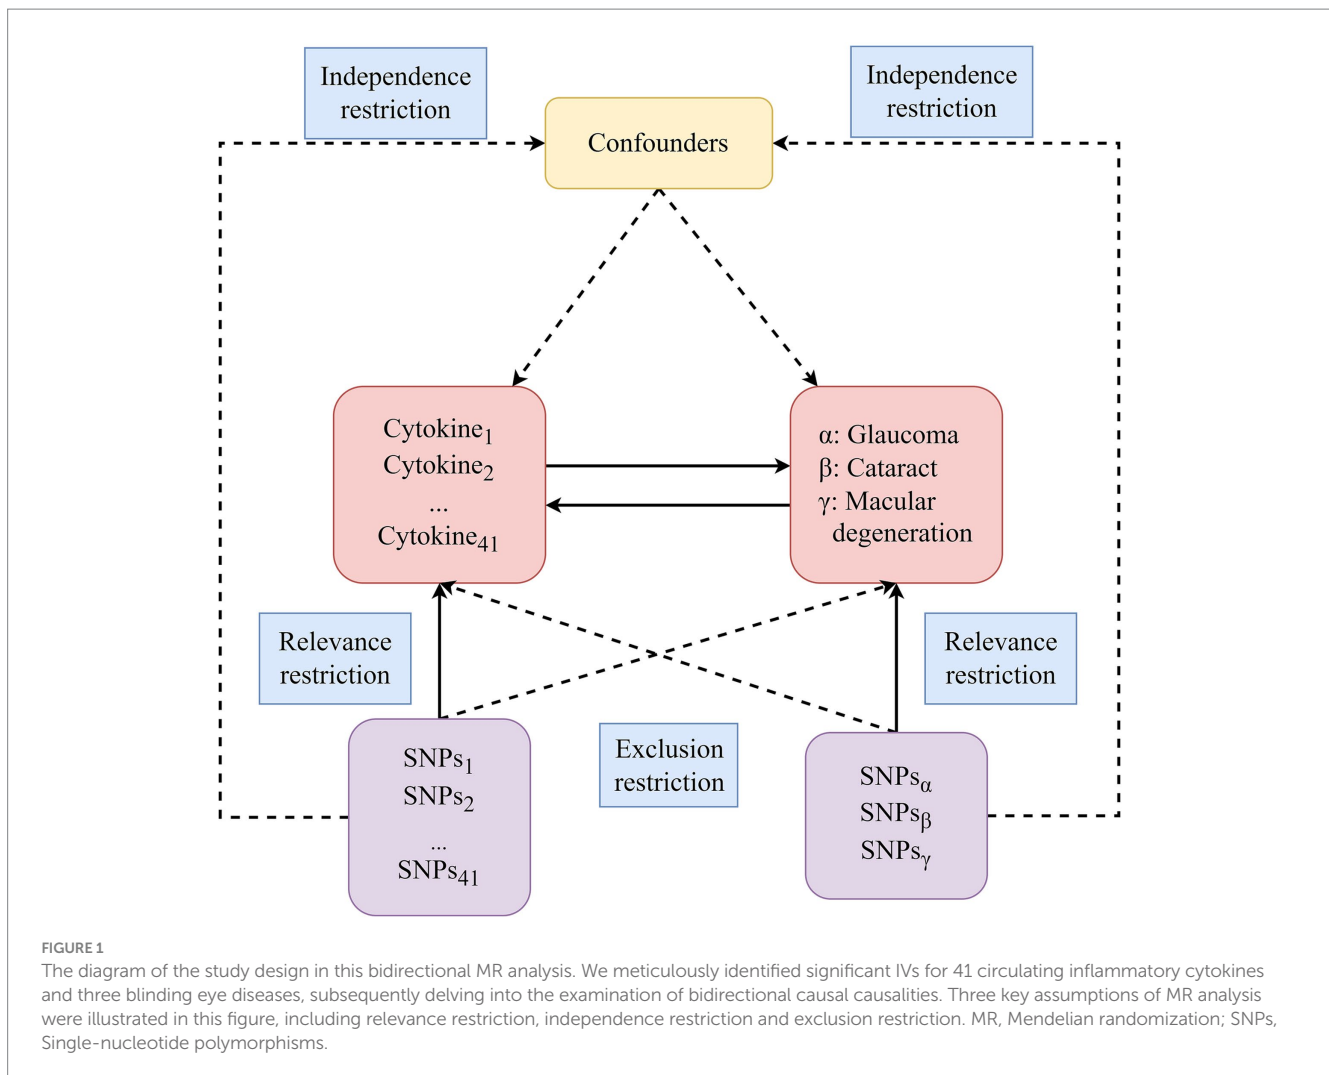 Independence
restriction
Independence
restriction
Confounders
Cytokine₁
Cytokine₂
...
Cytokine₄₁
α: Glaucoma
β: Cataract
γ: Macular
degeneration
Relevance
restriction
Relevance
restriction
Exclusion
restriction
SNPs₁
SNPs₂
...
SNPs₄₁
SNPsα
SNPsβ
SNPsγ
FIGURE 1
The diagram of the study design in this bidirectional MR analysis. We meticulously identified significant IVs for 41 circulating inflammatory cytokines
and three blinding eye diseases, subsequently delving into the examination of bidirectional causal causalities. Three key assumptions of MR analysis
were illustrated in this figure, including relevance restriction, independence restriction and exclusion restriction. MR, Mendelian randomization; SNPs,
Single-nucleotide polymorphisms.